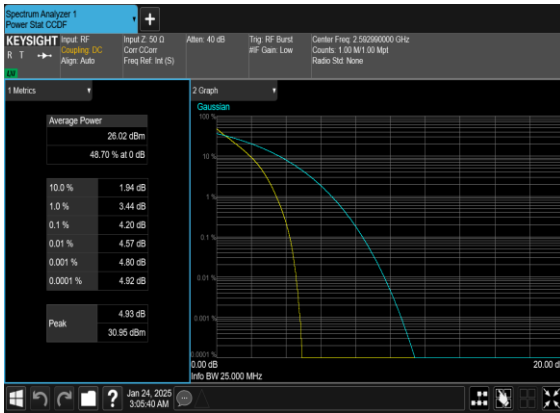 Spectrum Analyzer 1
Power Stat CCDF
KEYSIGHT
R T
LXI
Input: RF
Coupling: DC
Align: Auto
Input Z: 50 Ω
Corr CCorr
Freq Ref: Int (S)
Atten: 40 dB
Trig: RF Burst
#IF Gain: Low
Center Freq: 2.592990000 GHz
Counts: 1.00 M/1.00 Mpt
Radio Std: None
1 Metrics
Average Power
26.02 dBm
48.70 % at 0 dB
10.0 % 1.94 dB
1.0 % 3.44 dB
0.1 % 4.20 dB
0.01 % 4.57 dB
0.001 % 4.80 dB
0.0001 % 4.92 dB
Peak
4.93 dB
30.95 dBm
2 Graph
Gaussian
100 %
10 %
1 %
0.1 %
0.01 %
0.001 %
0.0001 %
0.00 dB
20.00 d
Info BW 25.000 MHz
Jan 24, 2025
3:05:40 AM